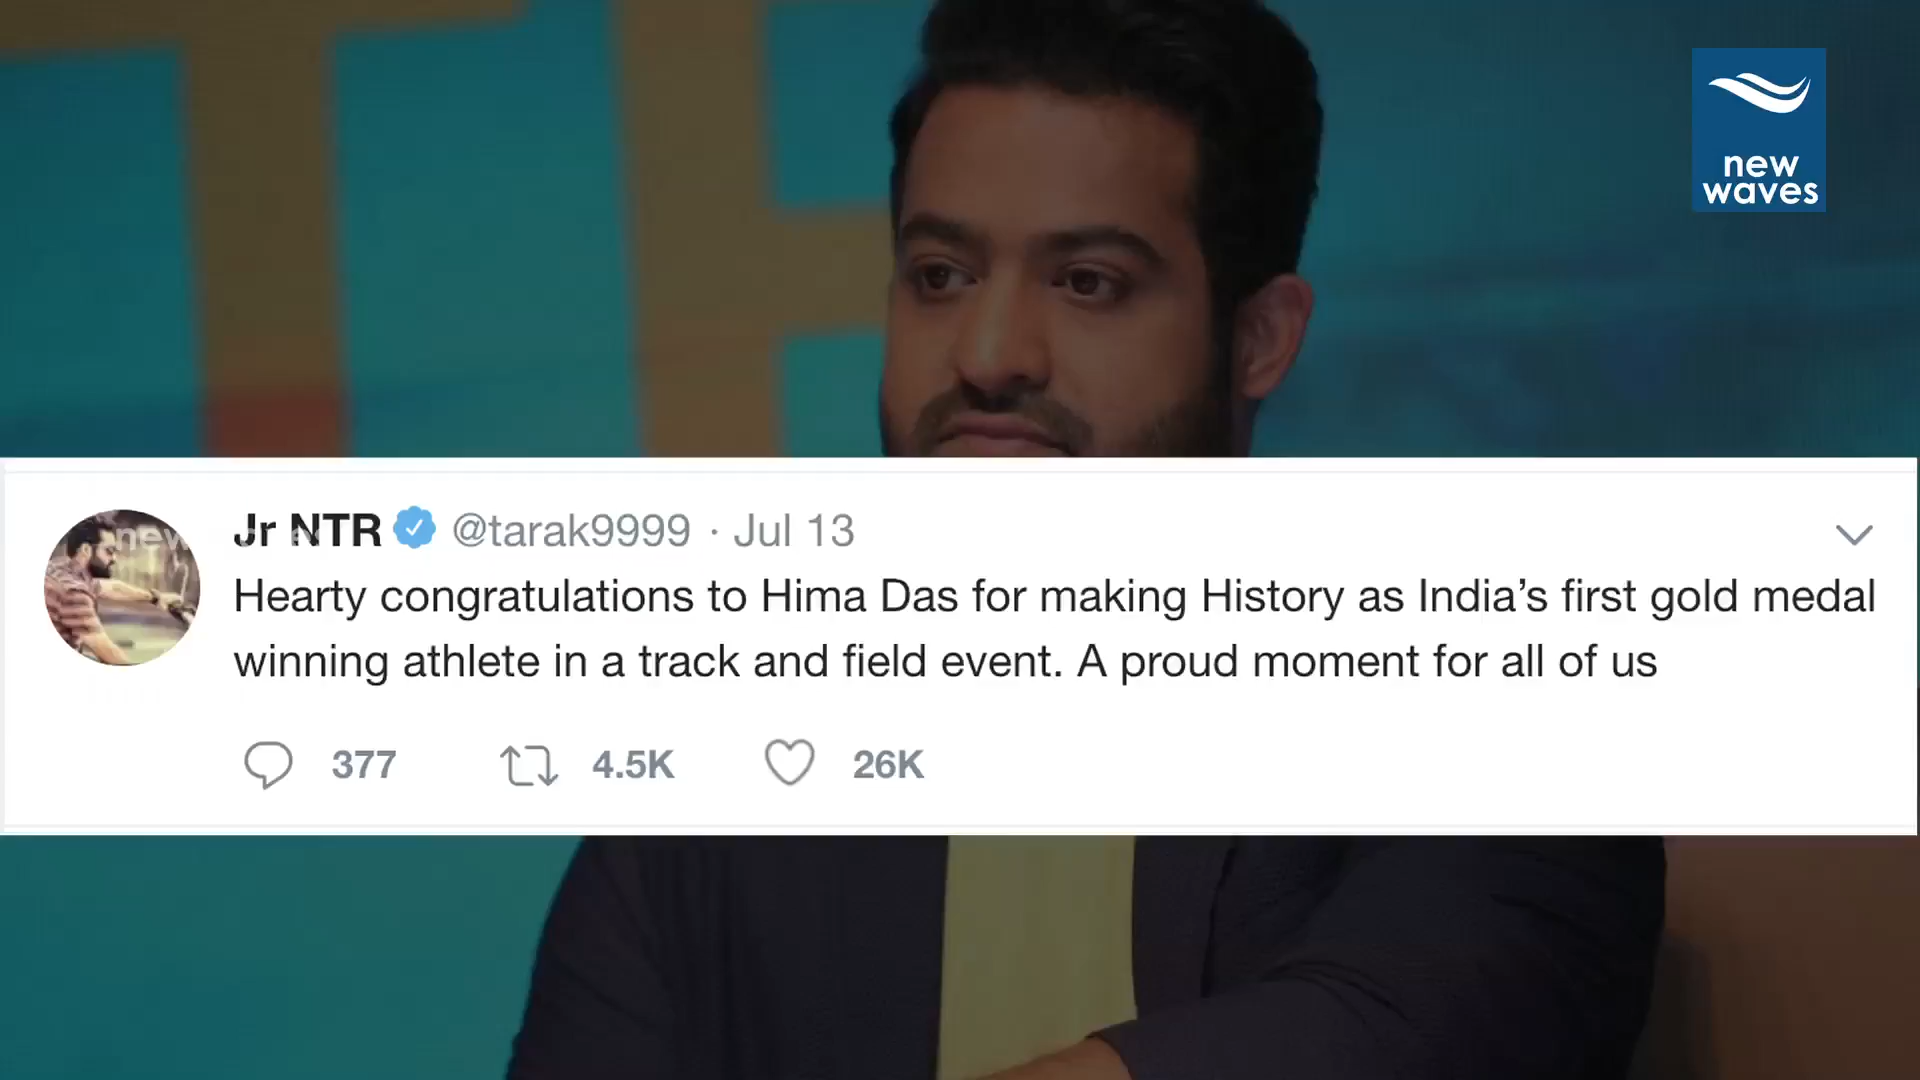 new
waves
Jr NTR @tarak9999 · Jul 13
Hearty congratulations to Hima Das for making History as India’s first gold medal
winning athlete in a track and field event. A proud moment for all of us
377 4.5K 26K